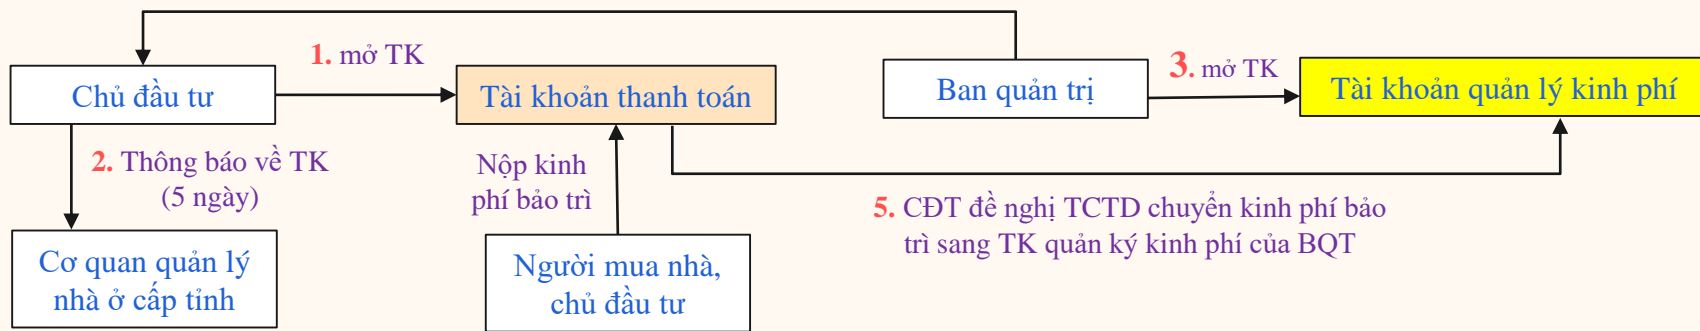 1. mở TK
3. mở TK
Chủ đầu tư
Tài khoản thanh toán
Ban quản trị
Tài khoản quản lý kinh phí
2. Thông báo về TK
(5 ngày)
Nộp kinh
phí bảo trì
5. CĐT đề nghị TCTD chuyển kinh phí bảo
trì sang TK quản ký kinh phí của BQT
Cơ quan quản lý
nhà ở cấp tỉnh
Người mua nhà,
chủ đầu tư